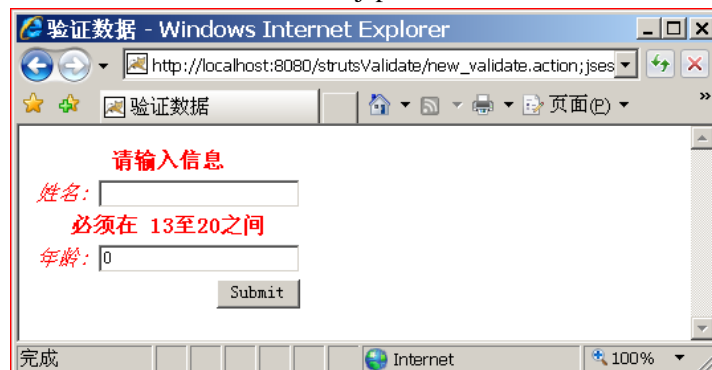 验证数据 - Windows Internet Explorer
http://localhost:8080/strutsValidate/new_validate.action;jses
验证数据
页面(P)
请输入信息
姓名:
必须在 13至20之间
年龄: 0
Submit
完成 Internet 100%